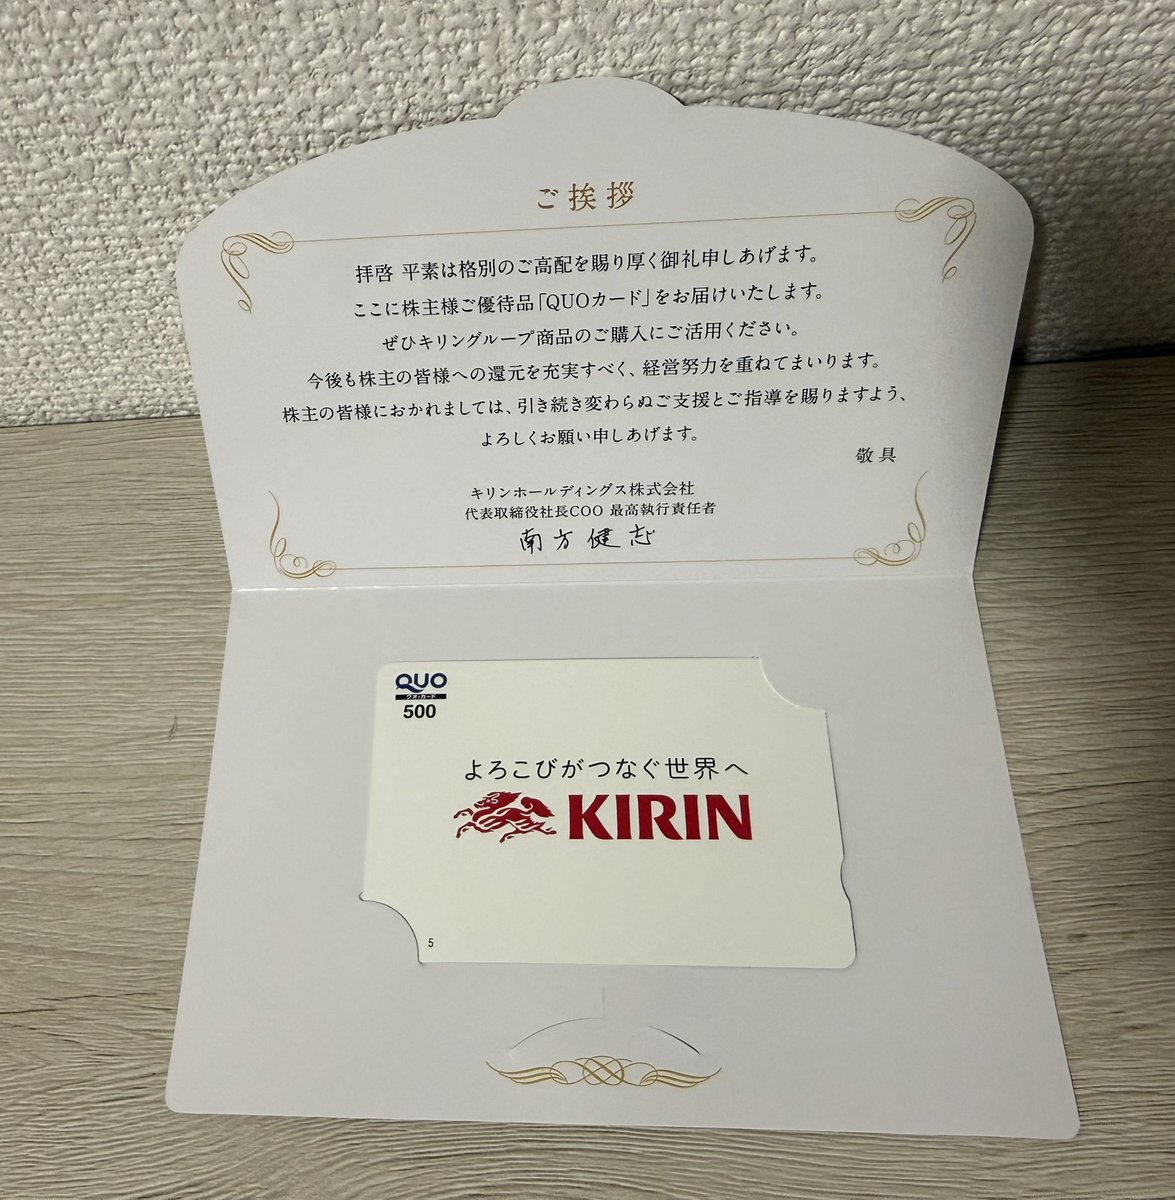 ご挨拶
拝啓 平素は格別のご高配を賜り厚く御礼申しあげます。
ここに株主様ご優待品「QUOカード」をお届けいたします。
ぜひキリングループ商品のご購入にご活用ください。
今後も株主の皆様への還元を充実すべく、経営努力を重ねてまいります。
株主の皆様におかれましては、引き続き変わらぬご支援とご指導を賜りますよう、
よろしくお願い申しあげます。
敬具
キリンホールディングス株式会社
代表取締役社長COO 最高執行責任者
南方健志
QUO
クオ・カード
500
よろこびがつなぐ世界へ
KIRIN
5